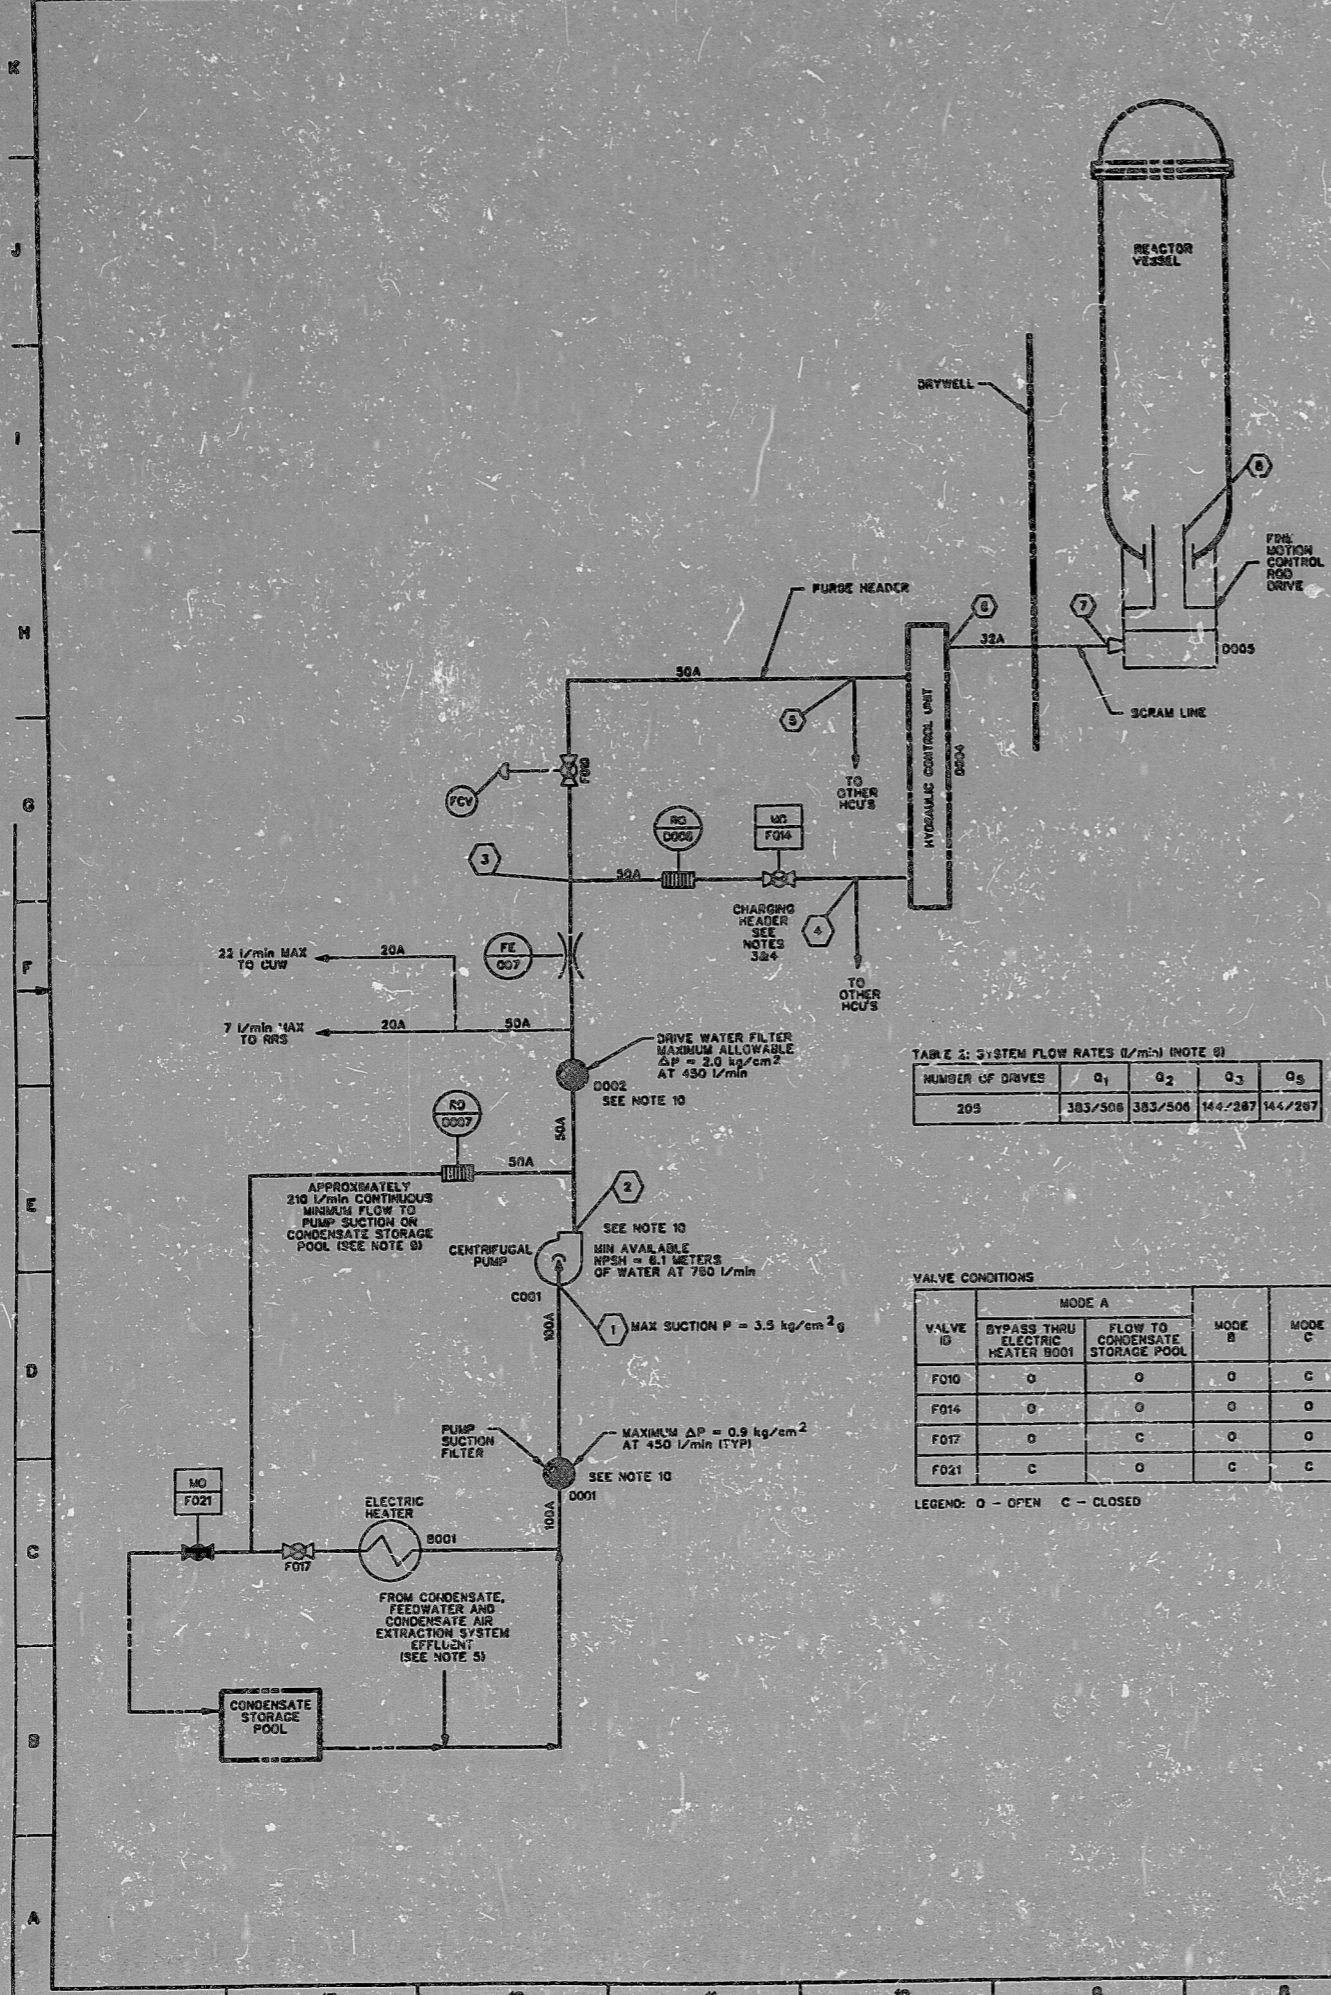 K
J
I
H
G
F
E
D
C
B
A
REACTOR
VESSEL
DRYWELL
8
FINE
MOTION
CONTROL
ROD
DRIVE
PURGE HEADER
6
7
32A
D005
50A
5
SCRAM LINE
HYDRAULIC CONTROL UNIT
D004
F010
FCV
TO
OTHER
HCU'S
RO
D006
MO
F014
3
50A
CHARGING
HEADER
SEE
NOTES
3&4
4
22 l/min MAX
TO CUW
20A
FE
007
TO
OTHER
HCU'S
7 l/min MAX
TO RRS
20A
50A
DRIVE WATER FILTER
MAXIMUM ALLOWABLE
ΔP = 2.0 kg/cm2
AT 450 l/min
D002
SEE NOTE 10
TABLE 2: SYSTEM FLOW RATES (l/min) (NOTE 6)
NUMBER OF DRIVES Q1 Q2 Q3 Q5
205 383/506 383/506 144/267 144/267
RO
D007
50A
50A
APPROXIMATELY
210 l/min CONTINUOUS
MINIMUM FLOW TO
PUMP SUCTION OR
CONDENSATE STORAGE
POOL (SEE NOTE 9)
2
SEE NOTE 10
CENTRIFUGAL
PUMP
MIN AVAILABLE
NPSH = 6.1 METERS
OF WATER AT 760 l/min
C001
100A
1
MAX SUCTION P = 3.5 kg/cm2g
VALVE CONDITIONS
VALVE
ID
MODE A
BYPASS THRU
ELECTRIC
HEATER B001
FLOW TO
CONDENSATE
STORAGE POOL
MODE
B
MODE
C
F010 O O O C
F014 O O O O
F017 O C O O
F021 C O C C
LEGEND: O - OPEN C - CLOSED
PUMP
SUCTION
FILTER
MAXIMUM ΔP = 0.9 kg/cm2
AT 450 l/min (TYP)
SEE NOTE 10
D001
100A
MO
F021
ELECTRIC
HEATER
B001
F017
FROM CONDENSATE,
FEEDWATER AND
CONDENSATE AIR
EXTRACTION SYSTEM
EFFLUENT
(SEE NOTE 5)
CONDENSATE
STORAGE
POOL